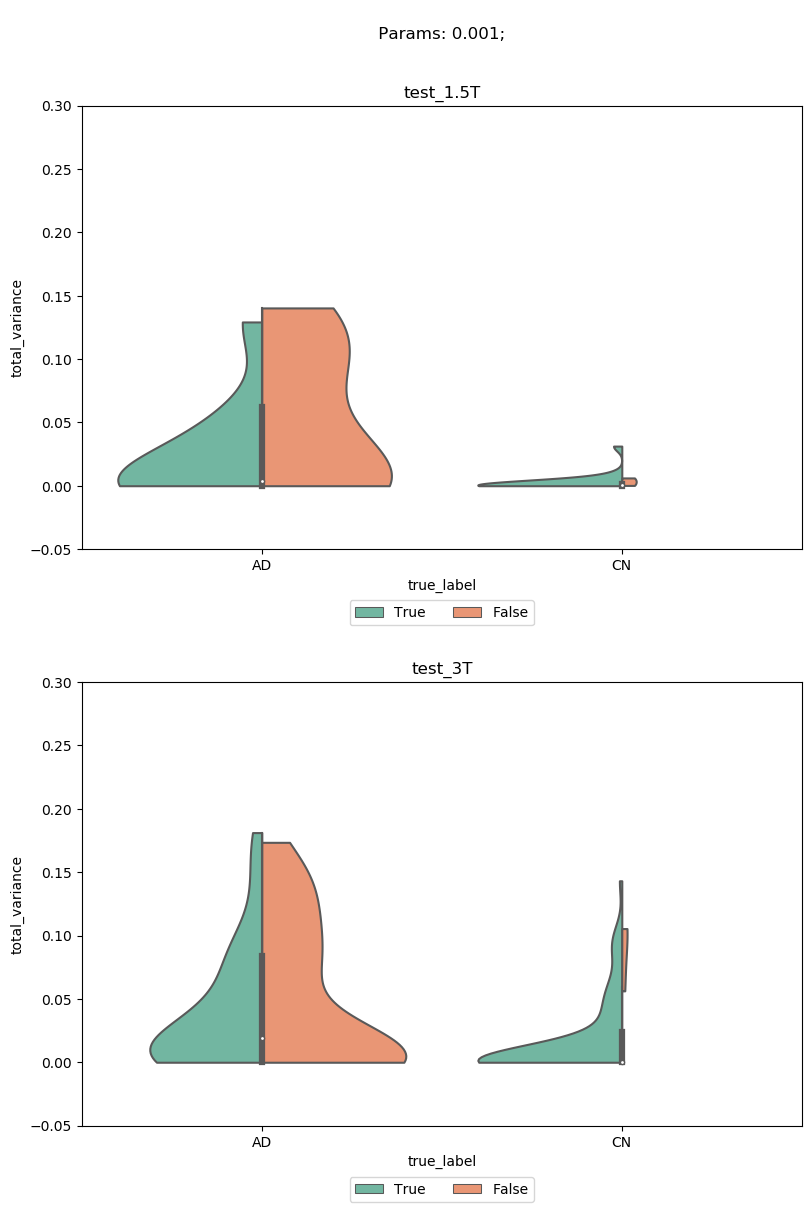 Params: 0.001;
test_1.5T
0.30
0.25
0.20
0.15
0.10
0.05
0.00
−0.05
total_variance
AD
CN
true_label
True
False
test_3T
0.30
0.25
0.20
0.15
0.10
0.05
0.00
−0.05
total_variance
AD
CN
true_label
True
False